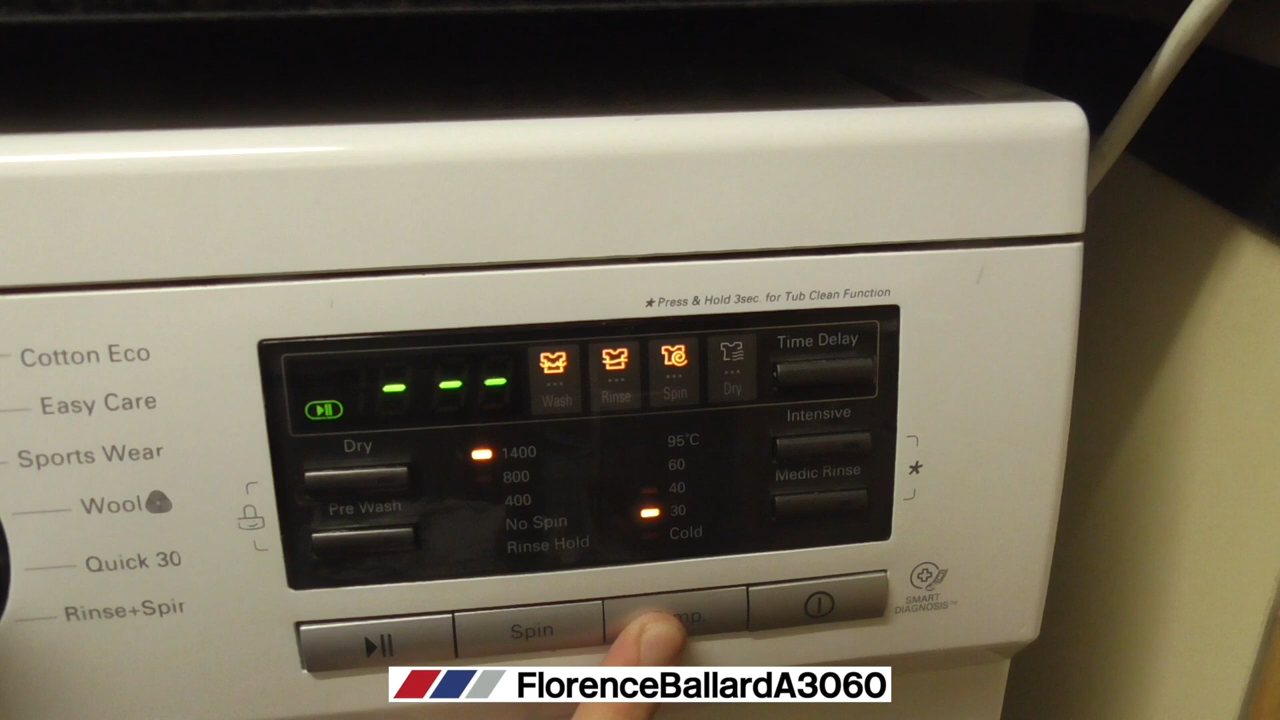 * Press & Hold 3sec. for Tub Clean Function
Cotton Eco
Easy Care
Sports Wear
Wool
Quick 30
Rinse+Spir
- - -
Wash
Rinse
Spin
Dry
Time Delay
Intensive
Medic Rinse
*
Dry
Pre Wash
1400
800
400
No Spin
Rinse Hold
95°C
60
40
30
Cold
Spin
SMART
DIAGNOSIS™
FlorenceBallardA3060